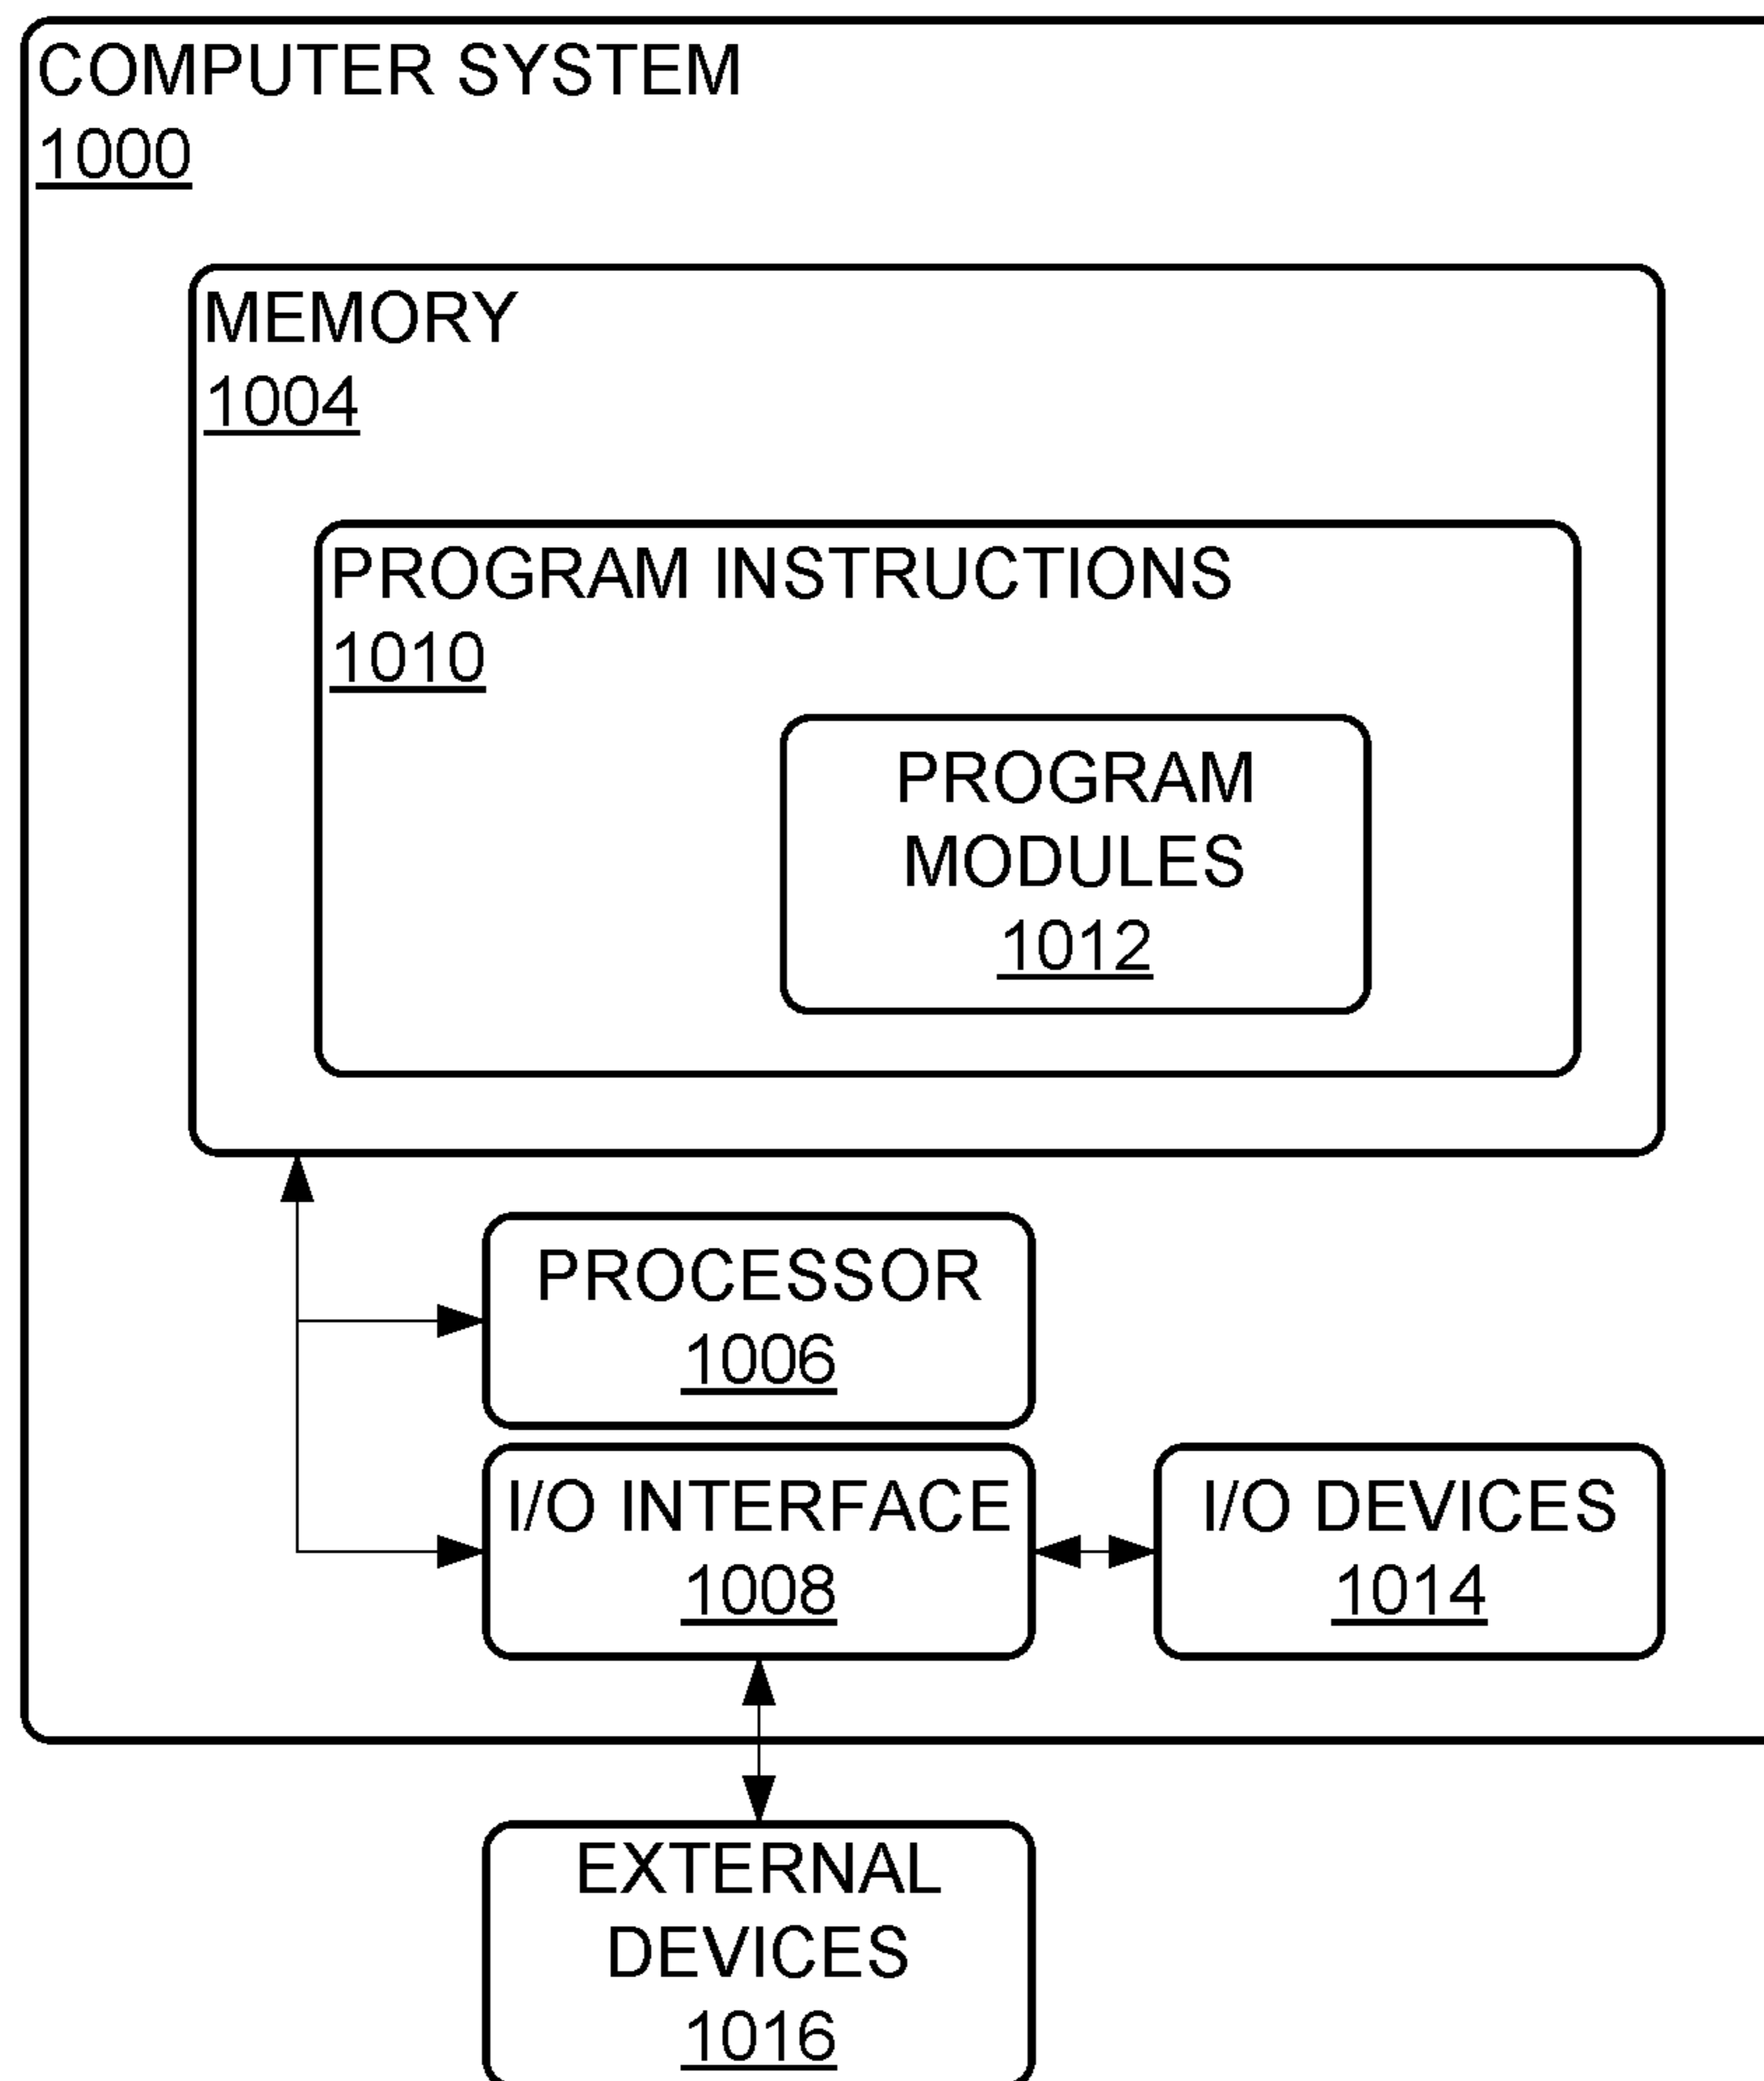 COMPUTER SYSTEM
1000
MEMORY
1004
PROGRAM INSTRUCTIONS
1010
PROGRAM
MODULES
1012
PROCESSOR
1006
I/O INTERFACE
1008
I/O DEVICES
1014
EXTERNAL
DEVICES
1016